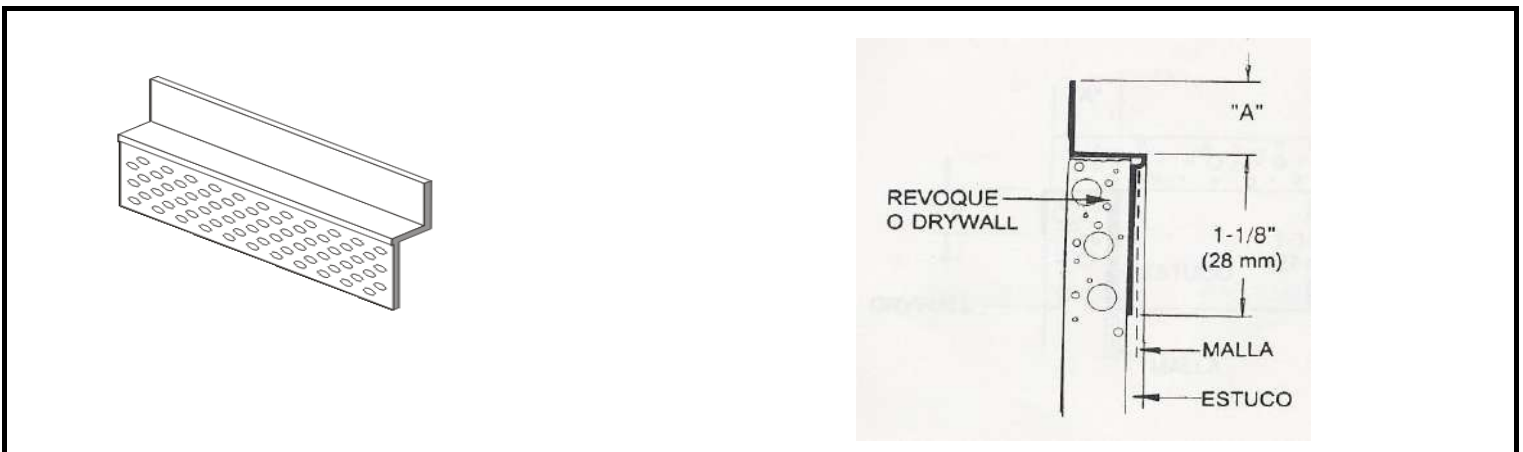 "A"
REVOQUE
O DRYWALL
1-1/8"
(28 mm)
MALLA
ESTUCO